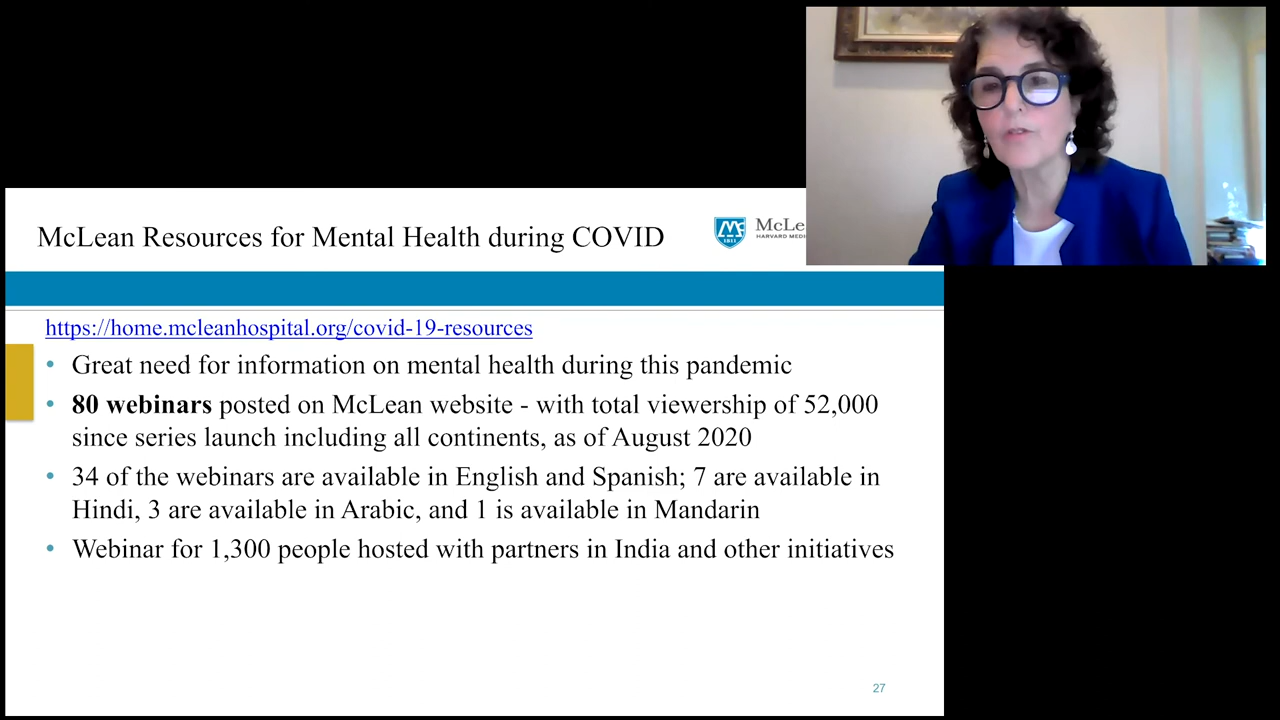 McLean Resources for Mental Health during COVID
1811
https://home.mcleanhospital.org/covid-19-resources
• Great need for information on mental health during this pandemic
• 80 webinars posted on McLean website - with total viewership of 52,000
since series launch including all continents, as of August 2020
• 34 of the webinars are available in English and Spanish; 7 are available in
Hindi, 3 are available in Arabic, and 1 is available in Mandarin
• Webinar for 1,300 people hosted with partners in India and other initiatives
27